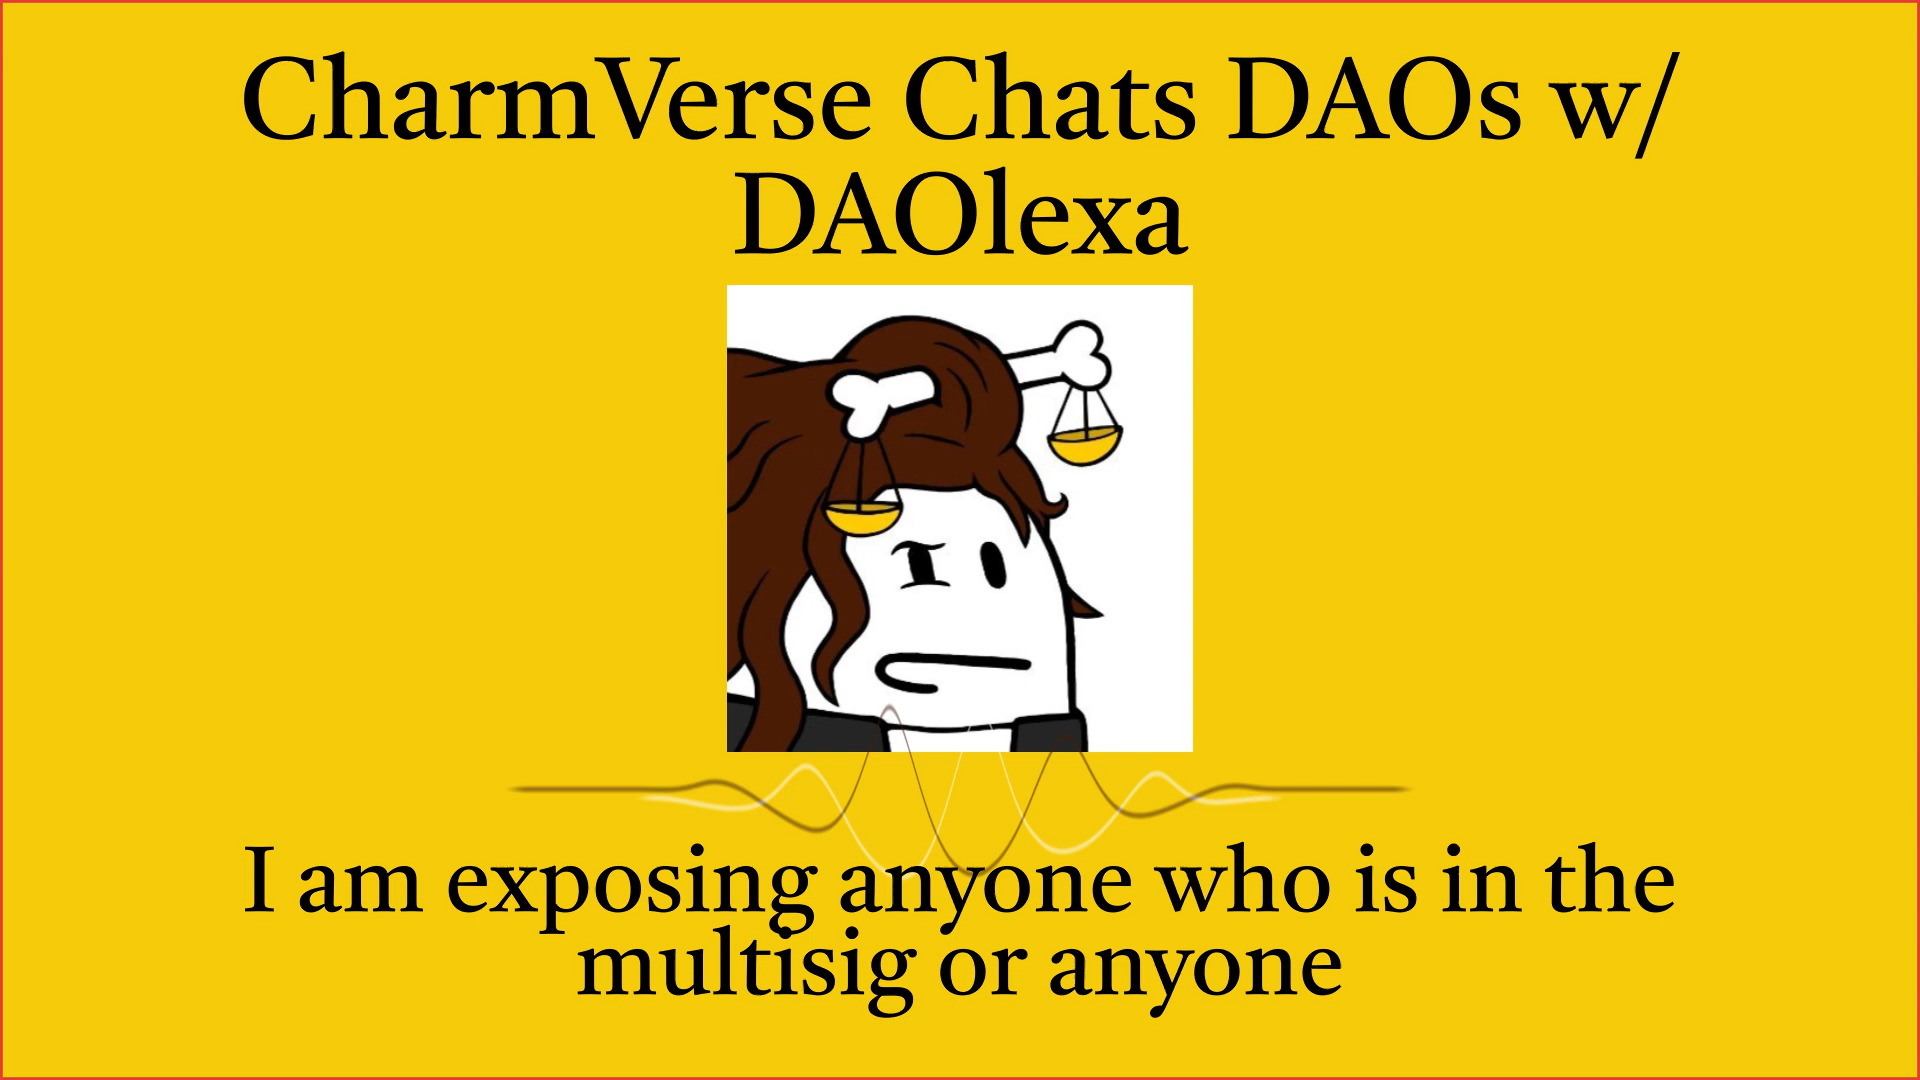 CharmVerse Chats DAOs w/
DAOlexa
I am exposing anyone who is in the
multisig or anyone